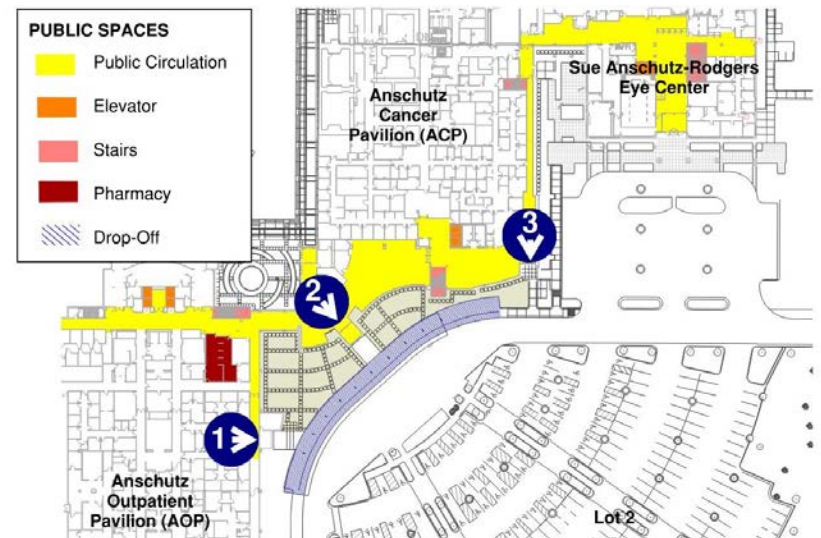 PUBLIC SPACES
Public Circulation
Elevator
Stairs
Pharmacy
Drop-Off
Sue Anschutz-Rodgers
Eye Center
Anschutz
Cancer
Pavilion (ACP)
3
2
1
Anschutz
Outpatient
Pavilion (AOP)
Lot 2